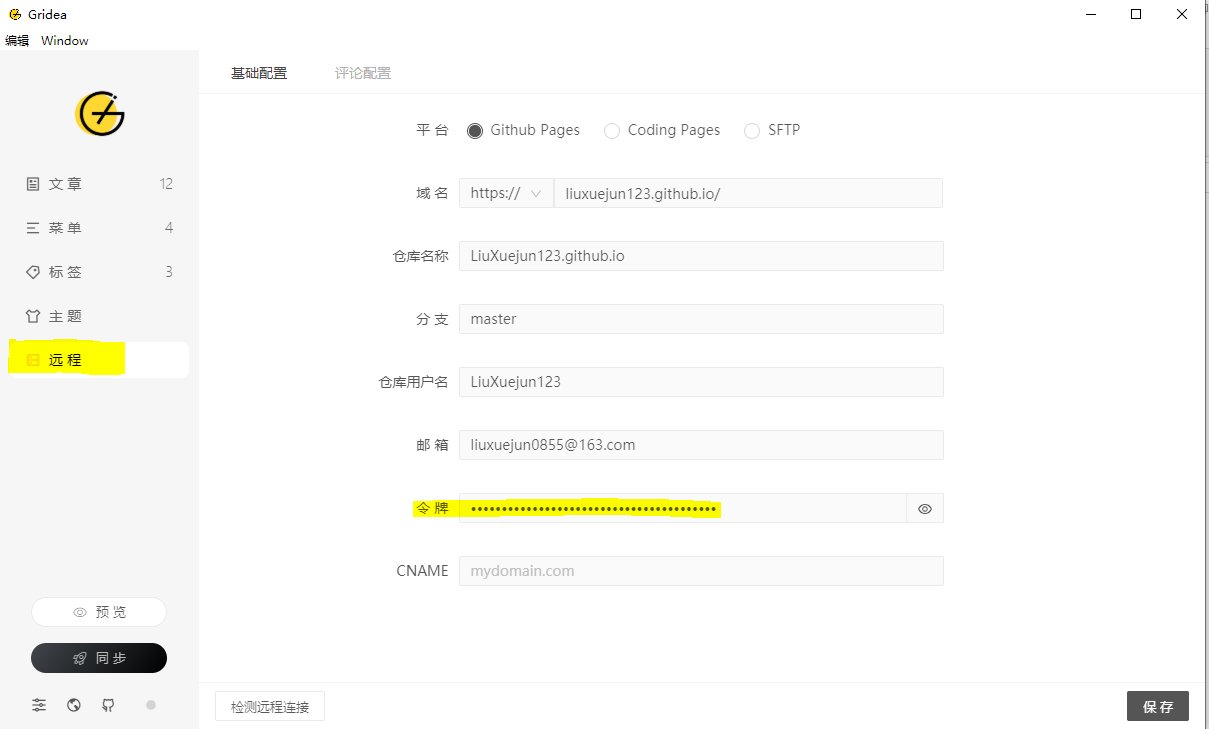 Gridea
编辑 Window
基础配置 评论配置
平 台 Github Pages Coding Pages SFTP
文 章 12
域 名 https:// liuxuejun123.github.io/
菜 单 4
仓库名称 LiuXuejun123.github.io
标 签 3
主 题
分 支 master
远 程
仓库用户名 LiuXuejun123
邮 箱 liuxuejun0855@163.com
令 牌 ••••••••••••••••••••••••••••••••••••••••
CNAME mydomain.com
预 览
同 步
检测远程连接 保 存